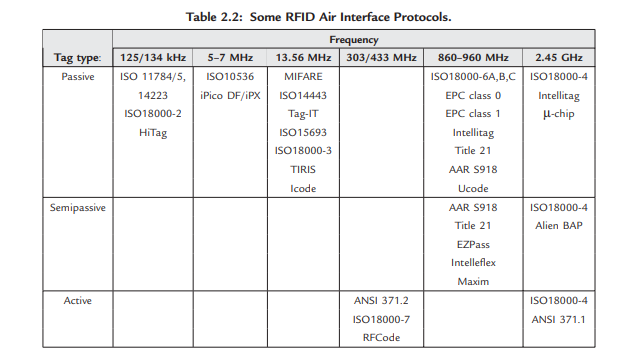 Table 2.2: Some RFID Air Interface Protocols.
Frequency
Tag type: 125/134 kHz 5–7 MHz 13.56 MHz 303/433 MHz 860–960 MHz 2.45 GHz
Passive ISO 11784/5, ISO10536 MIFARE ISO18000-6A,B,C ISO18000-4
14223 iPico DF/iPX ISO14443 EPC class 0 Intellitag
ISO18000-2 Tag-IT EPC class 1 μ-chip
HiTag ISO15693 Intellitag
ISO18000-3 Title 21
TIRIS AAR S918
Icode Ucode
Semipassive AAR S918 ISO18000-4
Title 21 Alien BAP
EZPass
Intelleflex
Maxim
Active ANSI 371.2 ISO18000-4
ISO18000-7 ANSI 371.1
RFCode